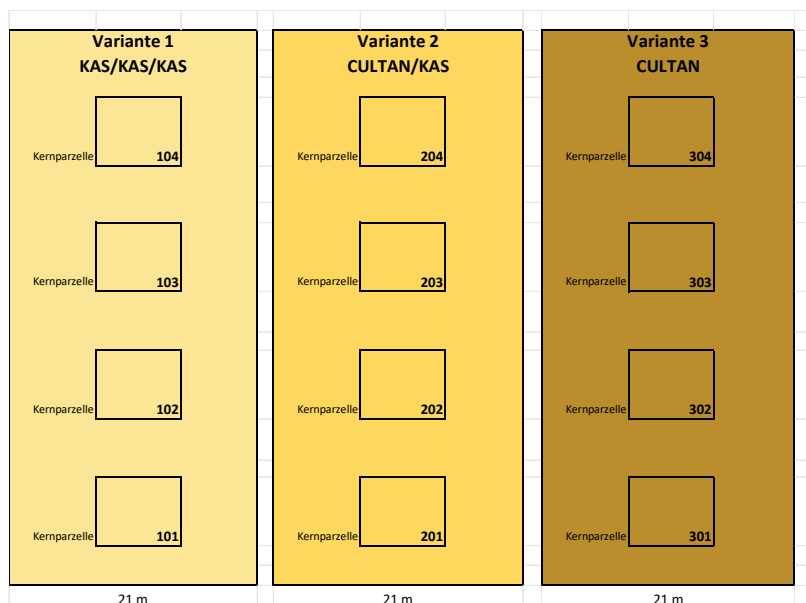 Variante 1
KAS/KAS/KAS
Kernparzelle 104
Kernparzelle 103
Kernparzelle 102
Kernparzelle 101
21 m
Variante 2
CULTAN/KAS
Kernparzelle 204
Kernparzelle 203
Kernparzelle 202
Kernparzelle 201
21 m
Variante 3
CULTAN
Kernparzelle 304
Kernparzelle 303
Kernparzelle 302
Kernparzelle 301
21 m